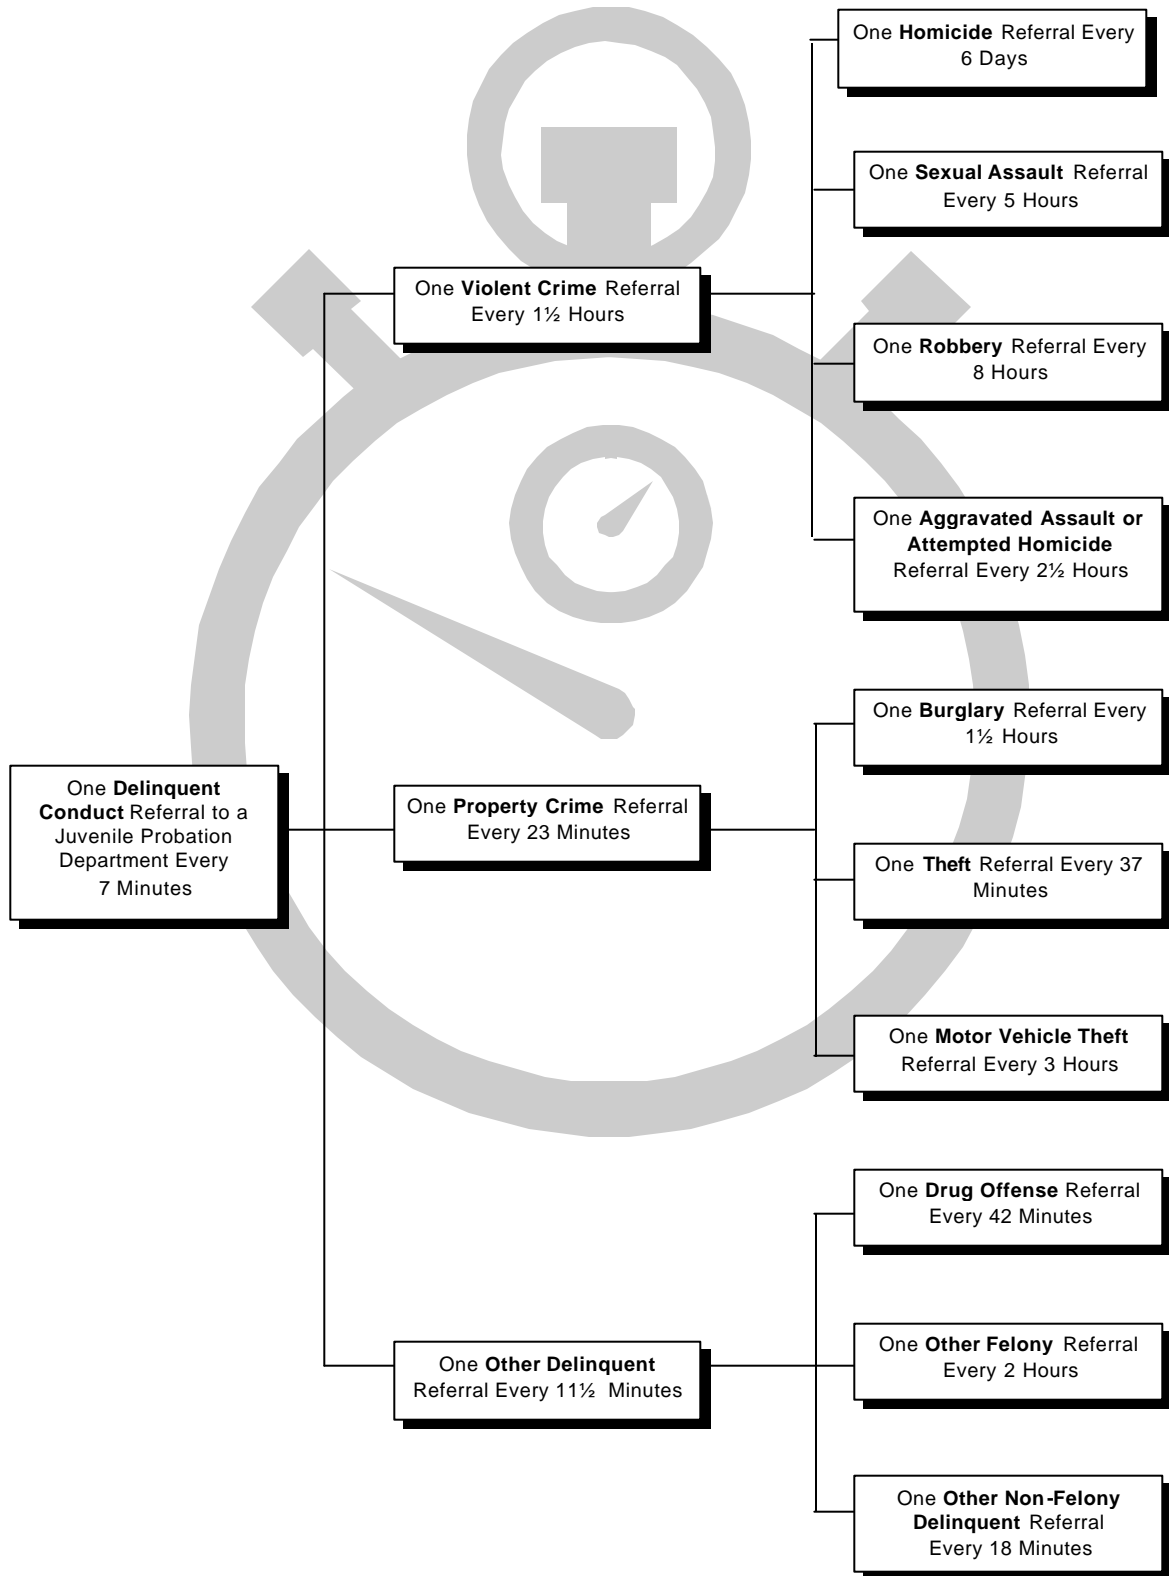 One Delinquent
Conduct Referral to a
Juvenile Probation
Department Every
7 Minutes
One Violent Crime Referral
Every 1½ Hours
One Homicide Referral Every
6 Days
One Sexual Assault Referral
Every 5 Hours
One Robbery Referral Every
8 Hours
One Aggravated Assault or
Attempted Homicide
Referral Every 2½ Hours
One Property Crime Referral
Every 23 Minutes
One Burglary Referral Every
1½ Hours
One Theft Referral Every 37
Minutes
One Motor Vehicle Theft
Referral Every 3 Hours
One Other Delinquent
Referral Every 11½ Minutes
One Drug Offense Referral
Every 42 Minutes
One Other Felony Referral
Every 2 Hours
One Other Non-Felony
Delinquent Referral
Every 18 Minutes